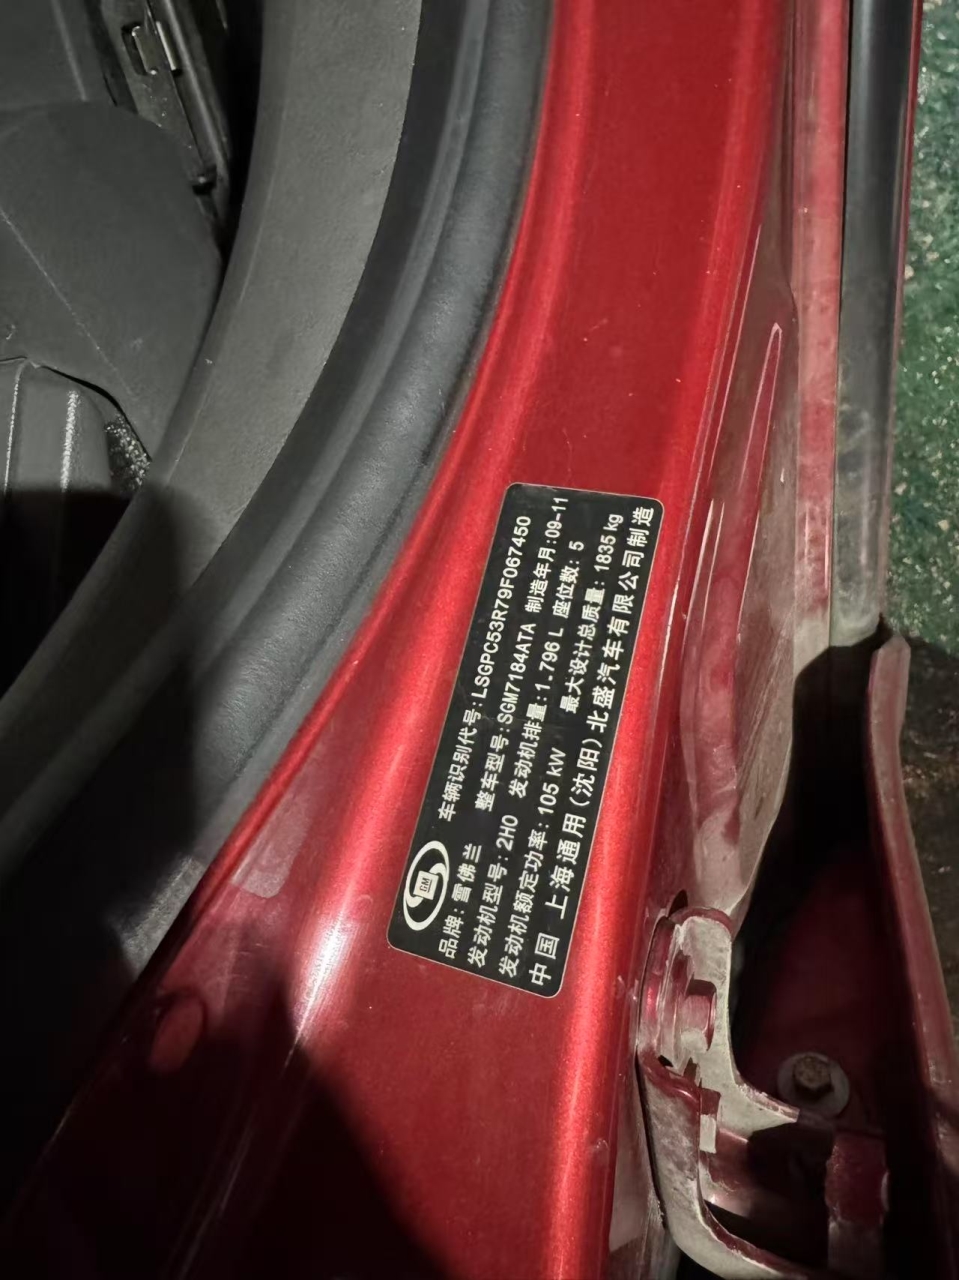 GM
车辆识别代号:LSGPC53R79F067450
品牌:雪佛兰 整车型号:SGM7184ATA 制造年月:09-11
发动机型号:2H0 发动机排量:1.796 L 座位数: 5
发动机额定功率: 105 kW 最大设计总质量: 1835 kg
中国 上海通用(沈阳)北盛汽车有限公司制造